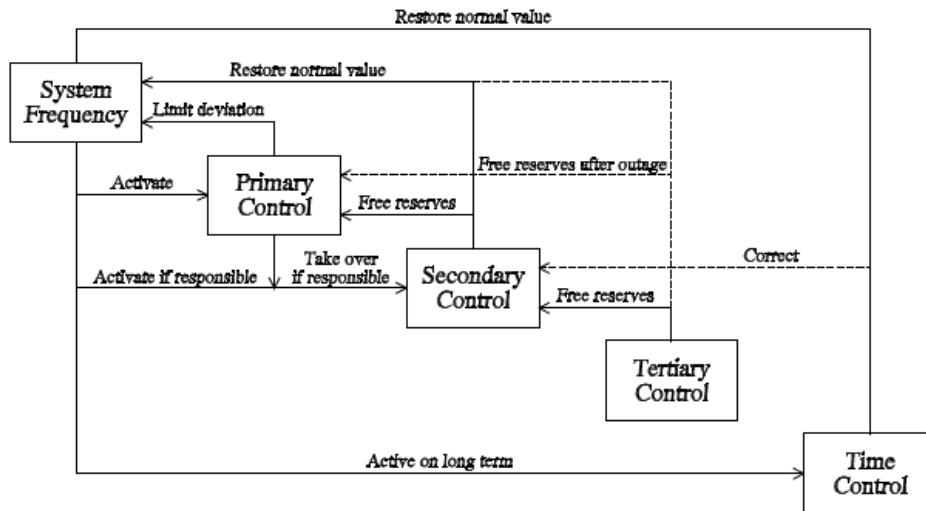 Restore normal value
System
Frequency
Restore normal value
Limit deviation
Free reserves after outage
Activate
Primary
Control
Free reserves
Activate if responsible
Take over
if responsible
Secondary
Control
Correct
Free reserves
Tertiary
Control
Active on long term
Time
Control